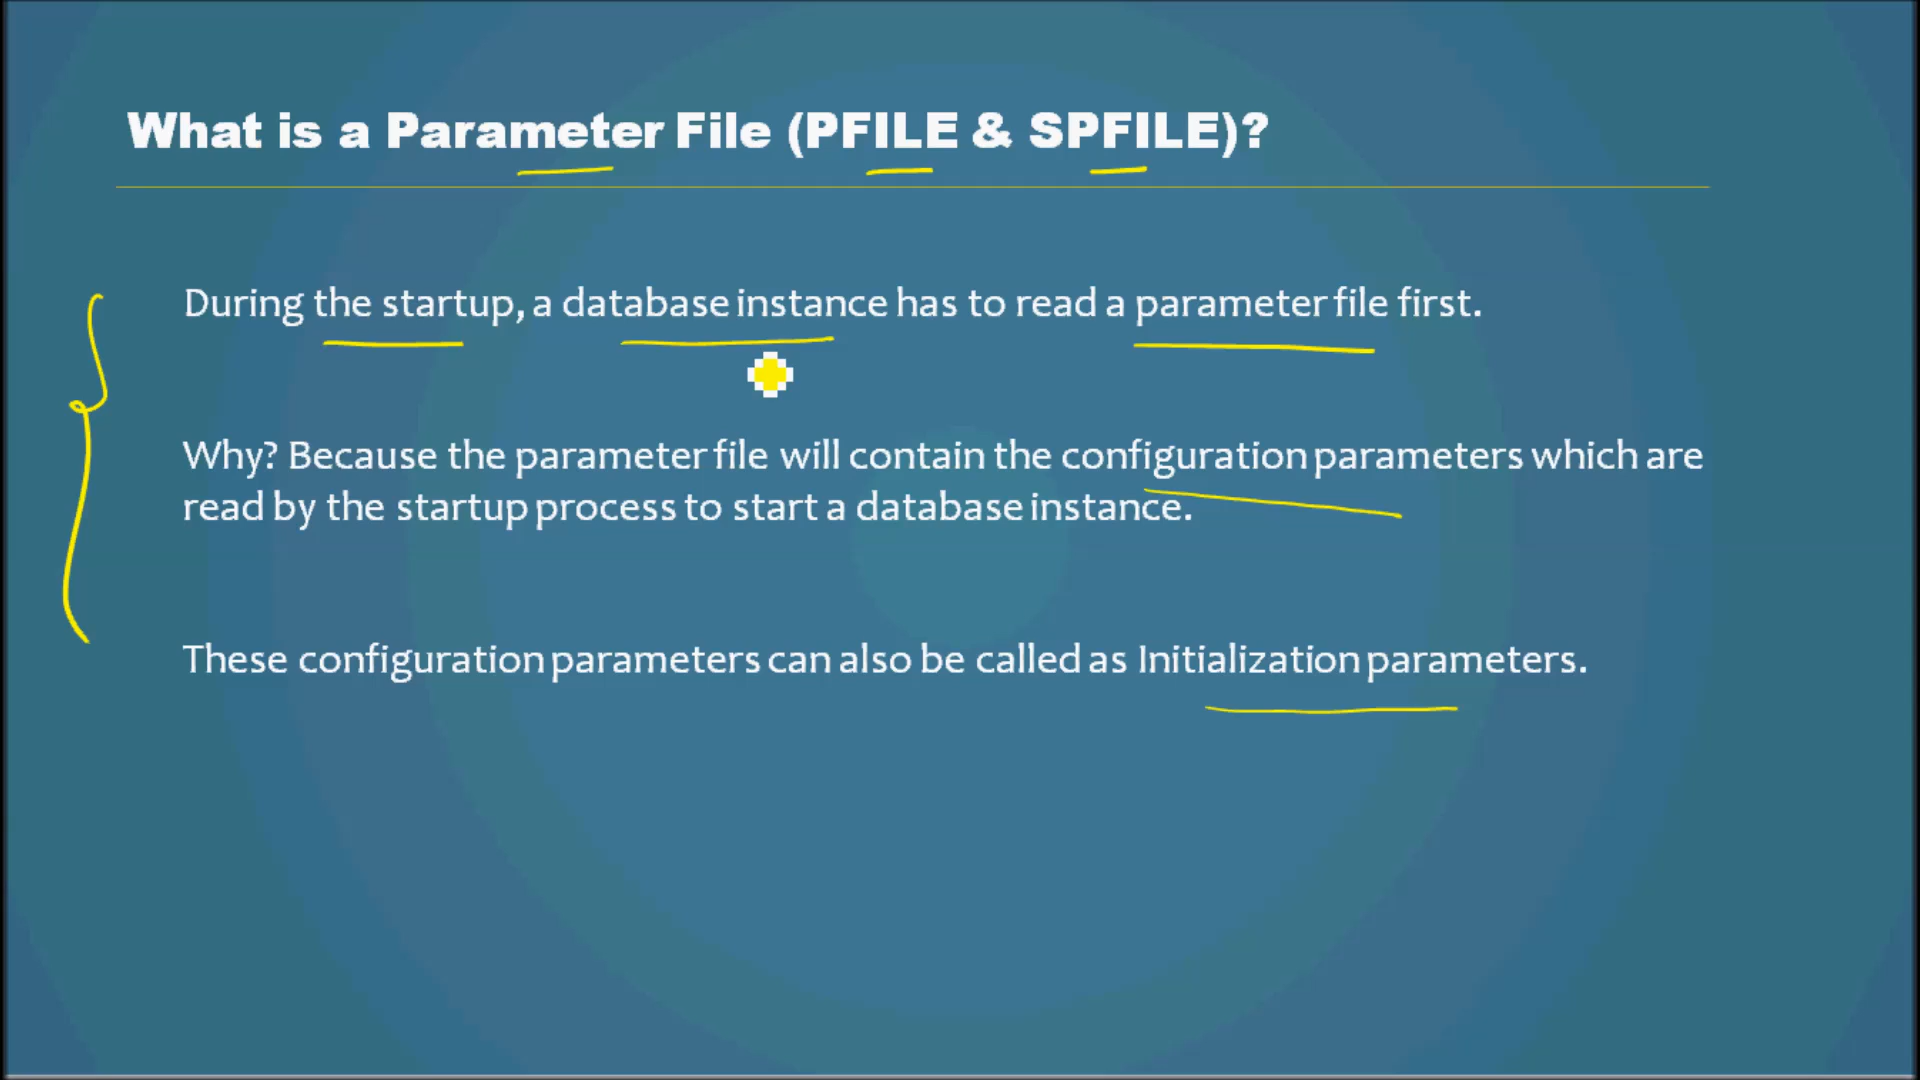 What is a Parameter File (PFILE & SPFILE)?
During the startup, a database instance has to read a parameter file first.
Why? Because the parameter file will contain the configuration parameters which are
read by the startup process to start a database instance.
These configuration parameters can also be called as Initialization parameters.